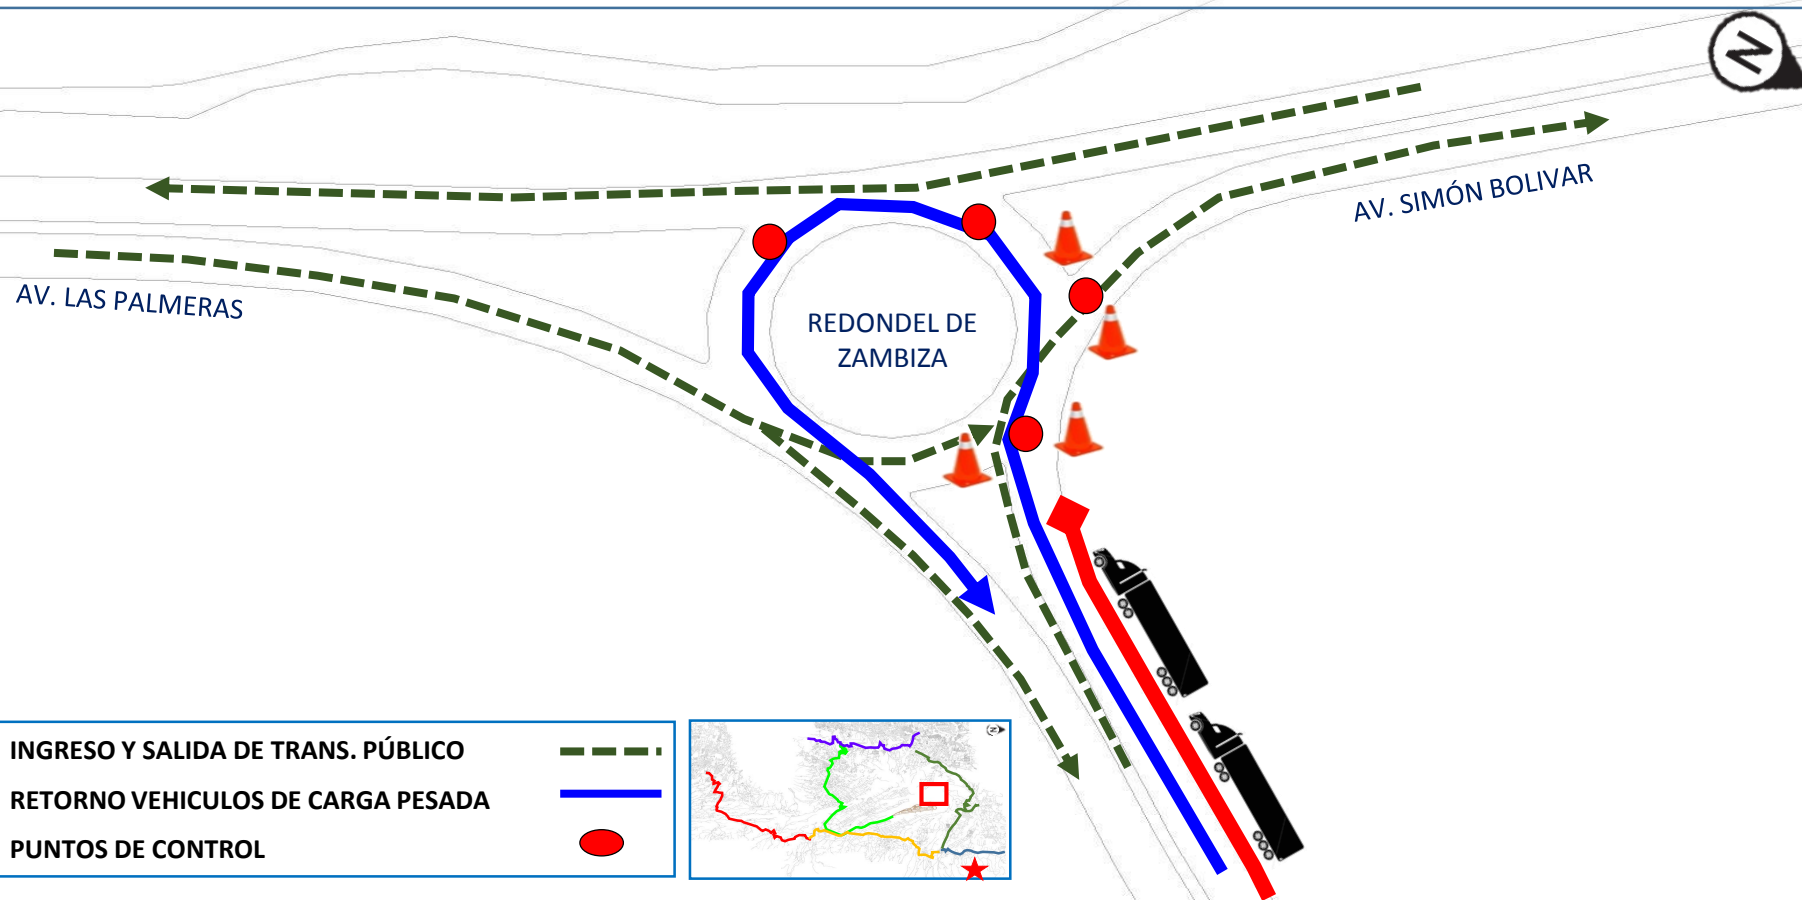 N
AV. SIMÓN BOLIVAR
AV. LAS PALMERAS
REDONDEL DE
ZAMBIZA
INGRESO Y SALIDA DE TRANS. PÚBLICO
RETORNO VEHICULOS DE CARGA PESADA
PUNTOS DE CONTROL
N